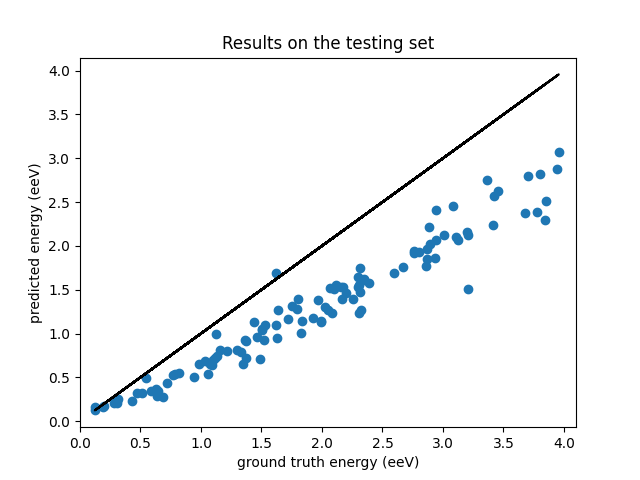 Results on the testing set
4.0
3.5
3.0
2.5
2.0
1.5
1.0
0.5
0.0
predicted energy (eeV)
0.0 0.5 1.0 1.5 2.0 2.5 3.0 3.5 4.0
ground truth energy (eeV)